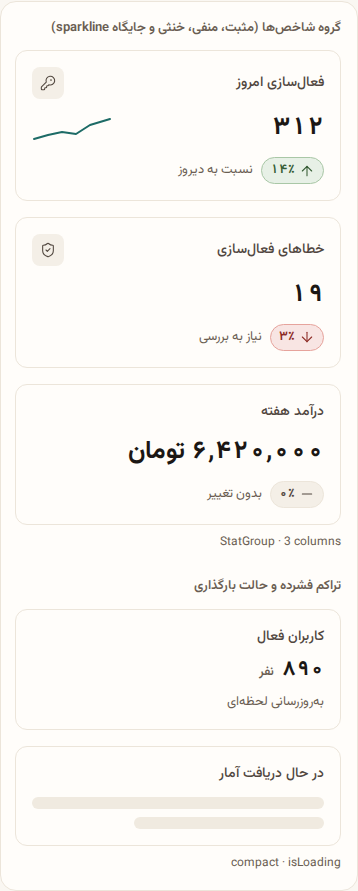 گروه شاخص‌ها (مثبت، منفی، خنثی و جایگاه sparkline)
فعال‌سازی امروز
۳۱۲
۱۴٪ نسبت به دیروز
خطاهای فعال‌سازی
۱۹
۳٪ نیاز به بررسی
درآمد هفته
۶,۴۲۰,۰۰۰ تومان
۰٪ بدون تغییر
StatGroup · 3 columns
تراکم فشرده و حالت بارگذاری
کاربران فعال
۸۹۰ نفر
به‌روزرسانی لحظه‌ای
در حال دریافت آمار
compact · isLoading